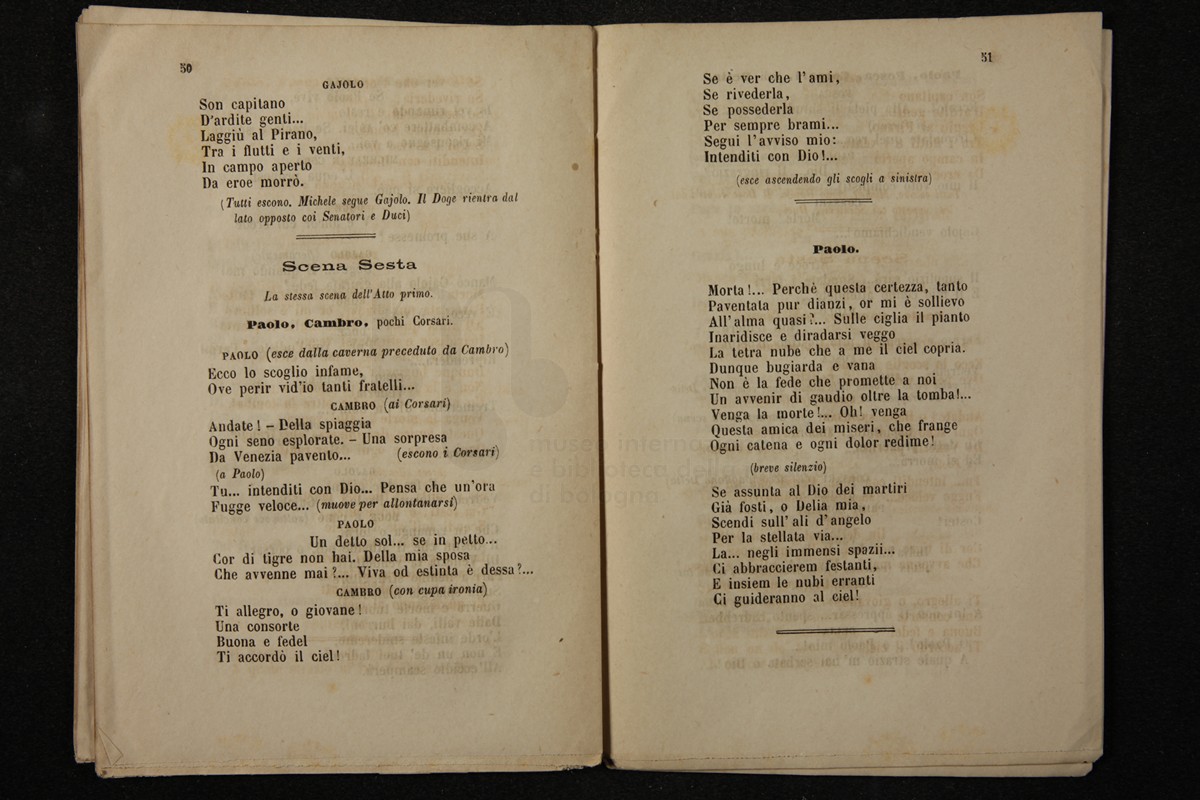 50
GAJOLO
Son capitano
D'ardite genti...
Laggiù al Pirano,
Tra i flutti e i venti,
In campo aperto
Da eroe morrò.
(Tutti escono. Michele segue Gajolo. Il Doge rientra dal
lato opposto coi Senatori e Duci)
Scena Sesta
La stessa scena dell'Atto primo.
Paolo, Cambro, pochi Corsari.
PAOLO (esce dalla caverna preceduto da Cambro)
Ecco lo scoglio infame,
Ove perir vid'io tanti fratelli...
CAMBRO (ai Corsari)
Andate! - Della spiaggia
Ogni seno esplorate. - Una sorpresa
Da Venezia pavento... (escono i Corsari)
(a Paolo)
Tu... intenditi con Dio... Pensa che un'ora
Fugge veloce... (muove per allontanarsi)
PAOLO
Un detto sol... se in petto...
Cor di tigre non hai. Della mia sposa
Che avvenne mai?... Viva od estinta è dessa?...
CAMBRO (con cupa ironia)
Ti allegro, o giovane!
Una consorte
Buona e fedel
Ti accordò il ciel!
51
Se è ver che l'ami,
Se rivederla,
Se possederla
Per sempre brami...
Segui l'avviso mio:
Intenditi con Dio!...
(esce ascendendo gli scogli a sinistra)
Paolo.
Morta!... Perchè questa certezza, tanto
Paventata pur dianzi, or mi è sollievo
All'alma quasi?... Sulle ciglia il pianto
Inaridisce e diradarsi veggo
La tetra nube che a me il ciel copria.
Dunque bugiarda e vana
Non è la fede che promette a noi
Un avvenir di gaudio oltre la tomba!...
Venga la morte!... Oh! venga
Questa amica dei miseri, che frange
Ogni catena e ogni dolor redime!
(breve silenzio)
Se assunta al Dio dei martiri
Già fosti, o Delia mia,
Scendi sull'ali d'angelo
Per la stellata via...
La... negli immensi spazii...
Ci abbracccierem festanti,
E insiem le nubi erranti
Ci guideranno al ciel!
museo interna
e biblioteca della
di bologna